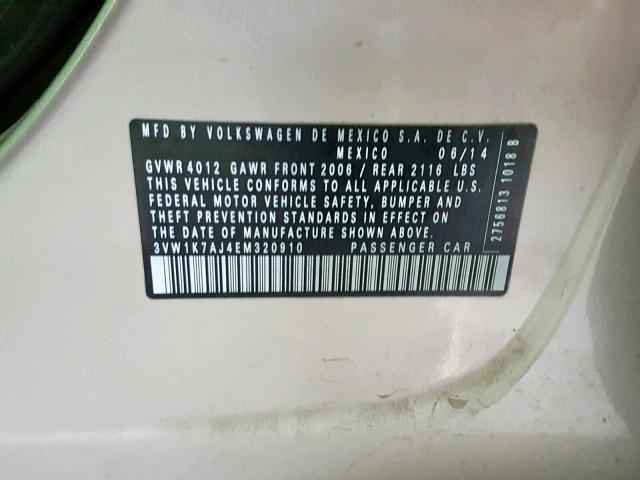 MFD BY VOLKSWAGEN DE MEXICO S.A. DE C.V.
MEXICO 06/14
GVWR 4012 GAWR FRONT 2006 / REAR 2116 LBS
THIS VEHICLE CONFORMS TO ALL APPLICABLE U.S.
FEDERAL MOTOR VEHICLE SAFETY, BUMPER AND
THEFT PREVENTION STANDARDS IN EFFECT ON
THE DATE OF MANUFACTURE SHOWN ABOVE.
3VW1K7AJ4EM320910 PASSENGER CAR
2756813 1018 B